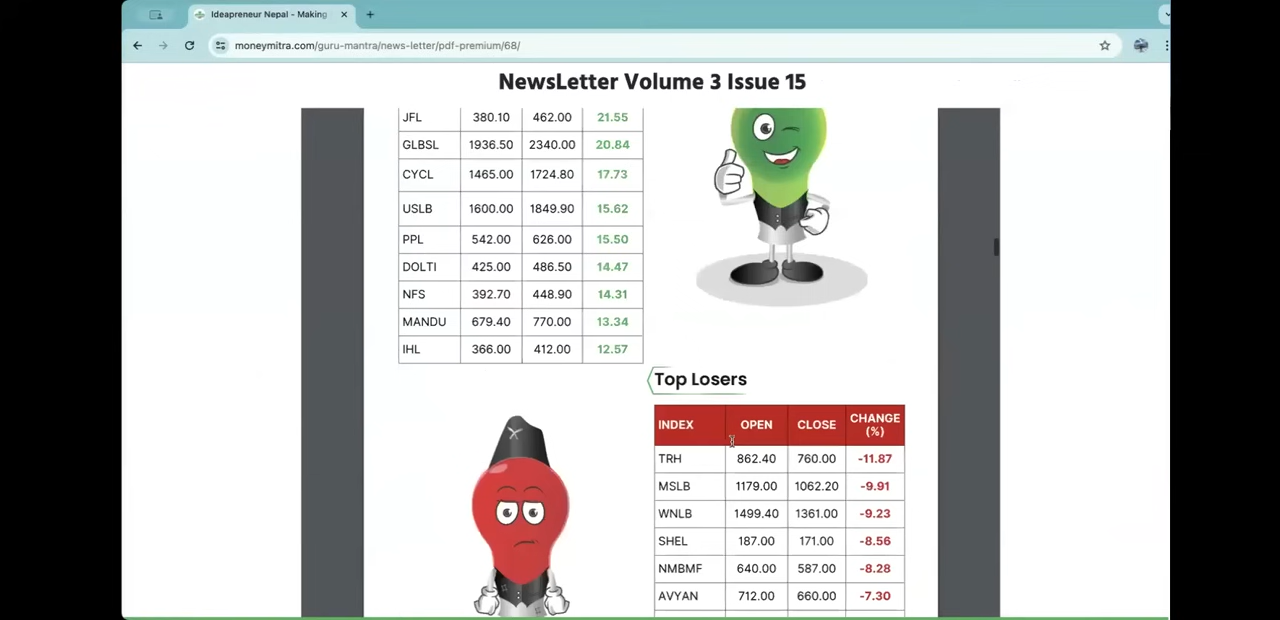 Ideapreneur Nepal - Making
moneymitra.com/guru-mantra/news-letter/pdf-premium/68/
NewsLetter Volume 3 Issue 15
JFL 380.10 462.00 21.55
GLBSL 1936.50 2340.00 20.84
CYCL 1465.00 1724.80 17.73
USLB 1600.00 1849.90 15.62
PPL 542.00 626.00 15.50
DOLTI 425.00 486.50 14.47
NFS 392.70 448.90 14.31
MANDU 679.40 770.00 13.34
IHL 366.00 412.00 12.57
Top Losers
INDEX OPEN CLOSE CHANGE (%)
TRH 862.40 760.00 -11.87
MSLB 1179.00 1062.20 -9.91
WNLB 1499.40 1361.00 -9.23
SHEL 187.00 171.00 -8.56
NMBMF 640.00 587.00 -8.28
AVYAN 712.00 660.00 -7.30